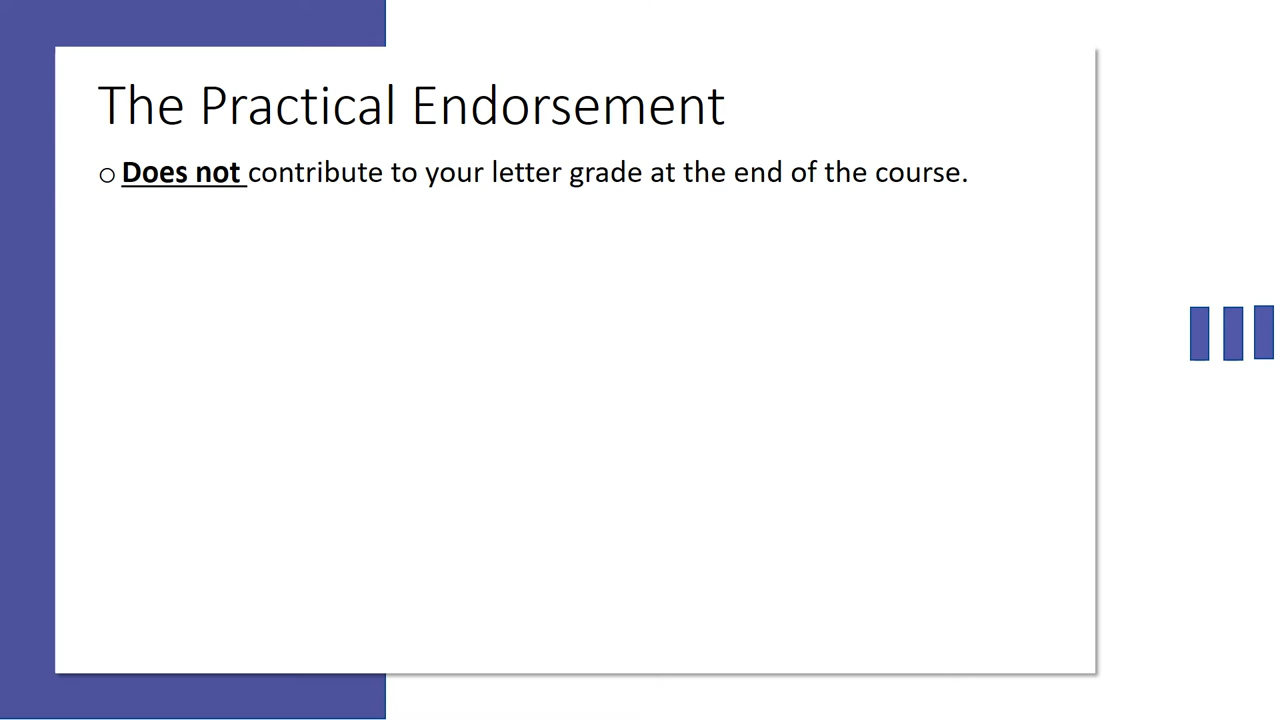 The Practical Endorsement
○ Does not contribute to your letter grade at the end of the course.